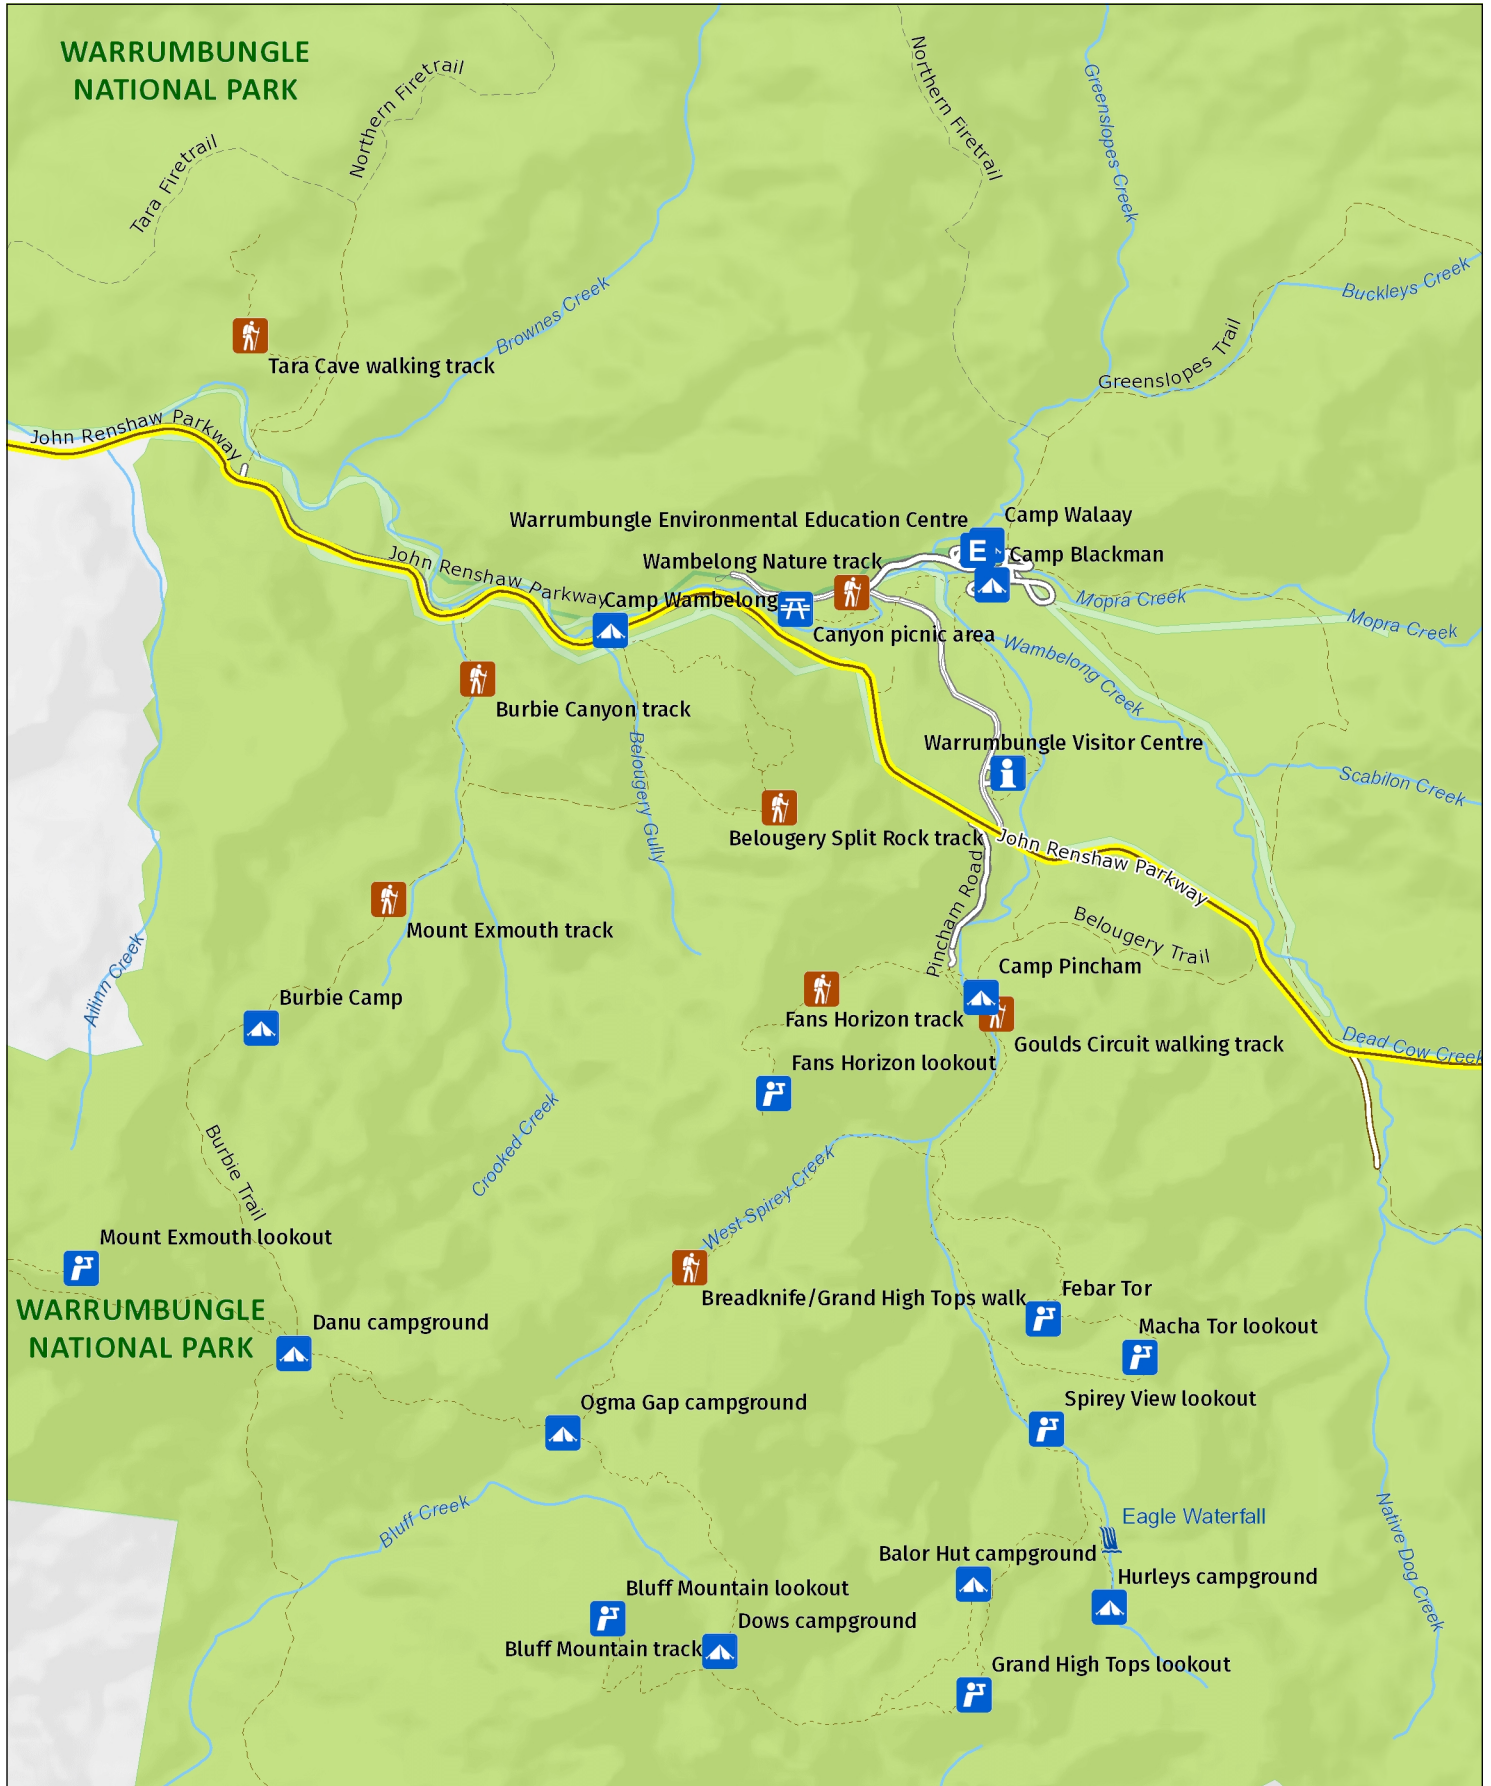 WARRUMBUNGLE
NATIONAL PARK
Northern Firetrail
Northern Firetrail
Greenslopes Creek
Tara Firetrail
Buckleys Creek
Brownes Creek
Tara Cave walking track
Greenslopes Trail
John Renshaw Parkway
Warrumbungle Environmental Education Centre
Camp Walaay
E
Camp Blackman
Wambelong Nature track
John Renshaw Parkway
Camp Wambelong
Mopra Creek
Mopra Creek
Canyon picnic area
Wambelong Creek
Burbie Canyon track
Belougery Gully
Warrumbungle Visitor Centre
i
Scabilon Creek
Belougery Split Rock track
John Renshaw Parkway
Pincham Road
Mount Exmouth track
Belougery Trail
Ailinn Creek
Camp Pincham
Burbie Camp
Fans Horizon track
Goulds Circuit walking track
Dead Cow Creek
Fans Horizon lookout
Crooked Creek
Burbie Trail
West Spirey Creek
Mount Exmouth lookout
Breadknife/Grand High Tops walk
Febar Tor
WARRUMBUNGLE
NATIONAL PARK
Danu campground
Macha Tor lookout
Ogma Gap campground
Spirey View lookout
Bluff Creek
Native Dog Creek
Eagle Waterfall
Balor Hut campground
Hurleys campground
Bluff Mountain lookout
Dows campground
Bluff Mountain track
Grand High Tops lookout